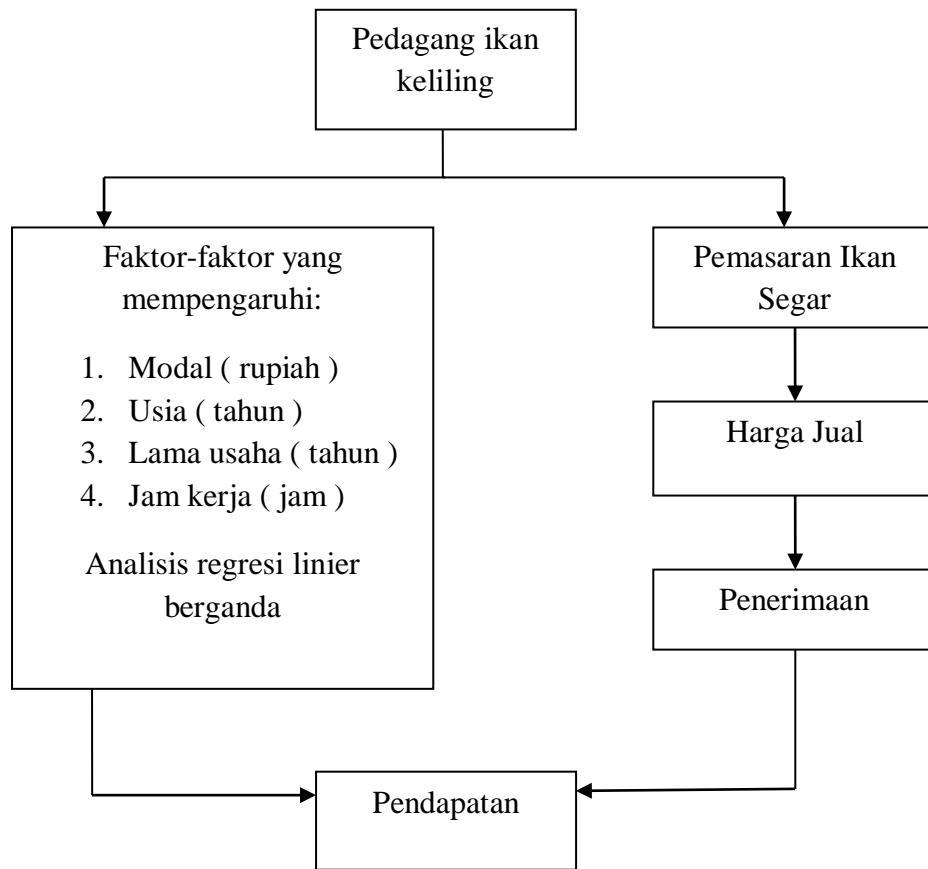 Pedagang ikan
keliling
Faktor-faktor yang
mempengaruhi:
1. Modal ( rupiah )
2. Usia ( tahun )
3. Lama usaha ( tahun )
4. Jam kerja ( jam )
Analisis regresi linier
berganda
Pemasaran Ikan
Segar
Harga Jual
Penerimaan
Pendapatan